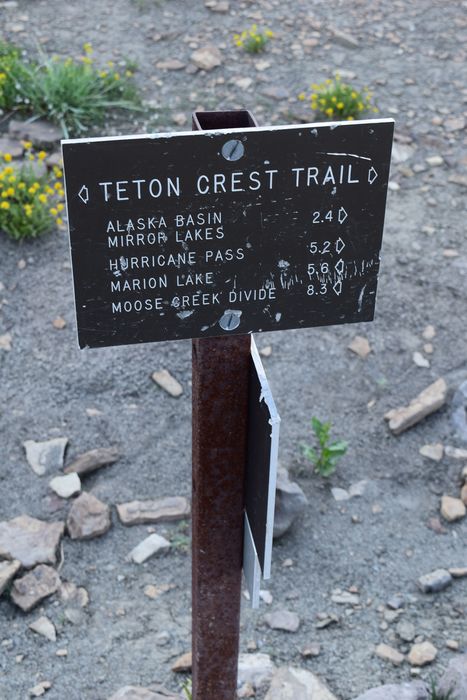 TETON CREST TRAIL
ALASKA BASIN
MIRROR LAKES 2.4
HURRICANE PASS 5.2
MARION LAKE 5.6
MOOSE CREEK DIVIDE 8.3